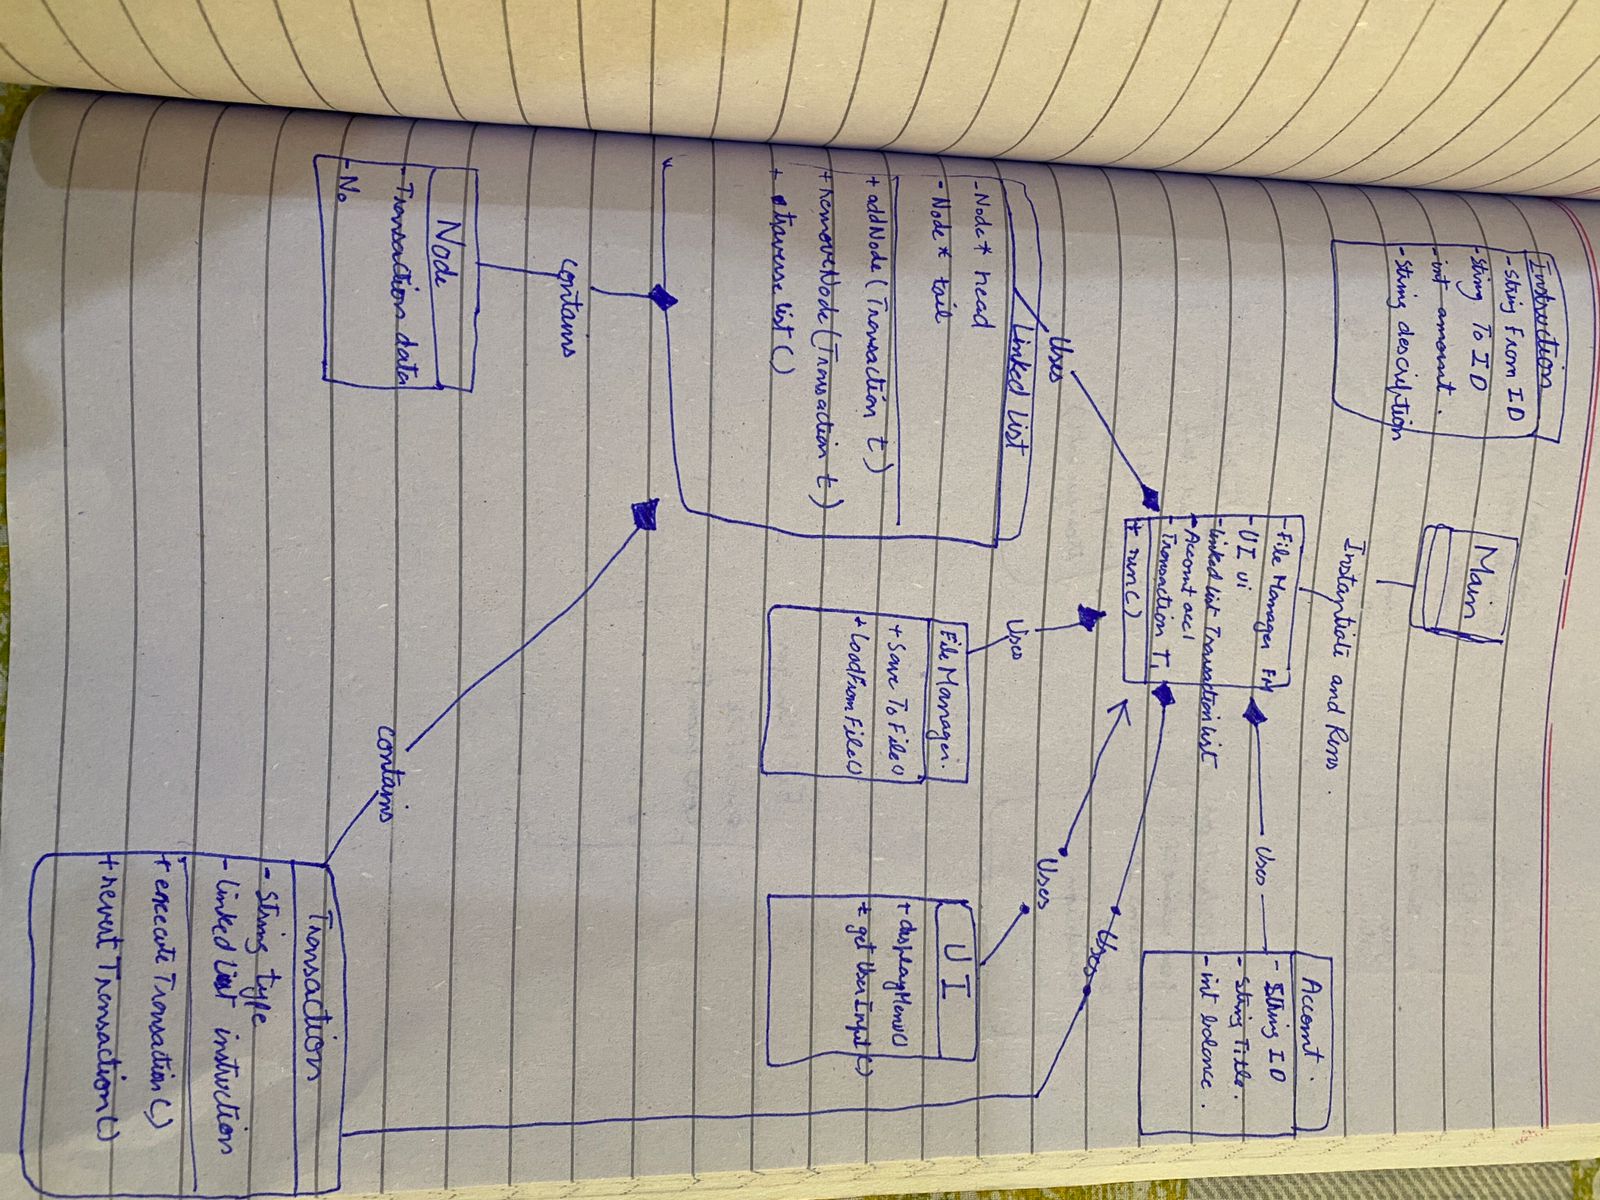 Main
Instantiate and Runs.
Instruction
- String From ID
- String To ID
- int amount.
- String description
- File Manager FM
- UI ui
- Linked List Transaction list
- Account acc1
- Transaction T1
+ run()
Account.
- String ID
- String Title.
- int balance.
Uses
Uses
Uses
Uses
Uses
Linked List
- Node* head
- Node* tail
+ addNode (Transaction t)
+ removeNode (Transaction t)
+ traverse list()
File Manager.
+ Save To File()
+ LoadFromFile()
UI
+ displayMenu()
+ getUserInput()
contains
contains
Node
- Transaction data
- No
Transaction
- String type
- Linked List instruction
+ execute Transaction()
+ revert Transaction()